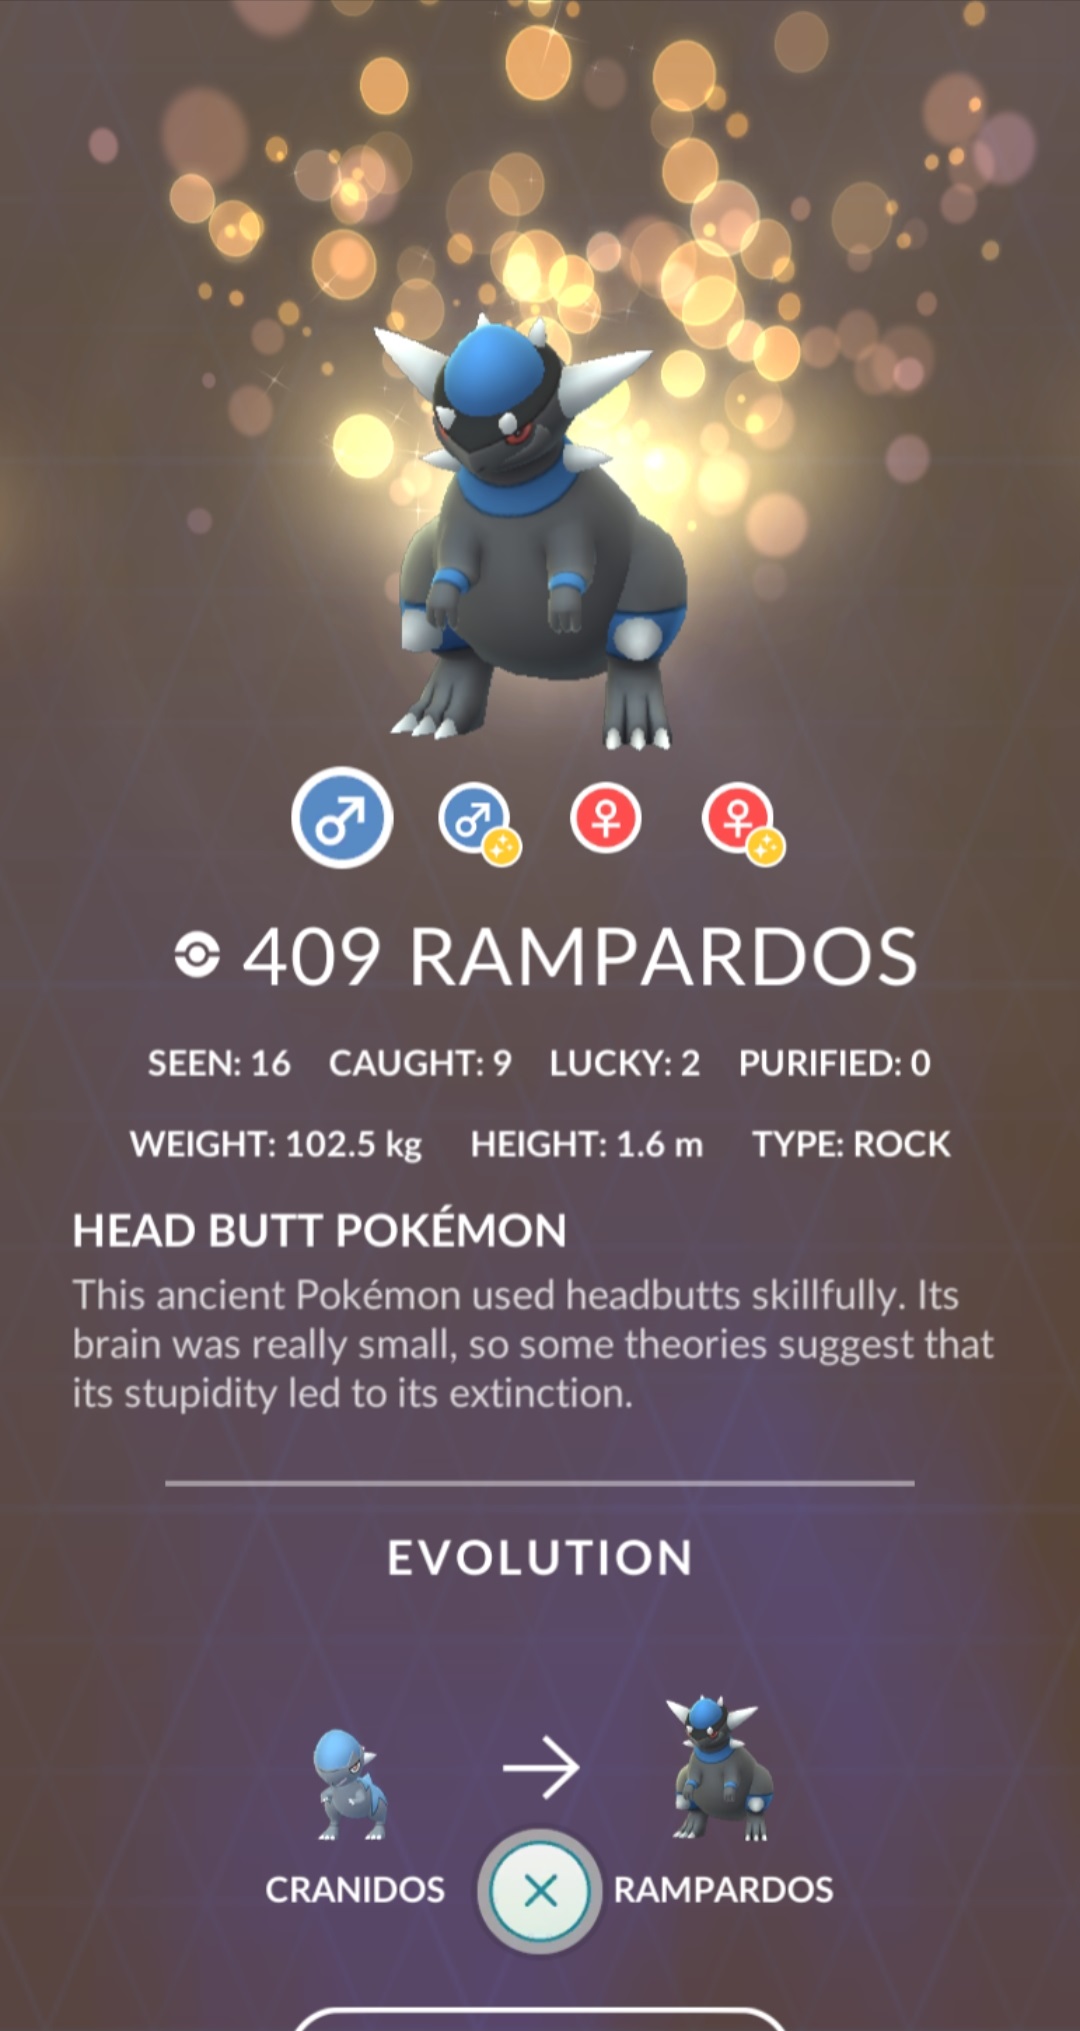 409 RAMPARDOS
SEEN: 16 CAUGHT: 9 LUCKY: 2 PURIFIED: 0
WEIGHT: 102.5 kg HEIGHT: 1.6 m TYPE: ROCK
HEAD BUTT POKÉMON
This ancient Pokémon used headbutts skillfully. Its
brain was really small, so some theories suggest that
its stupidity led to its extinction.
EVOLUTION
CRANIDOS RAMPARDOS